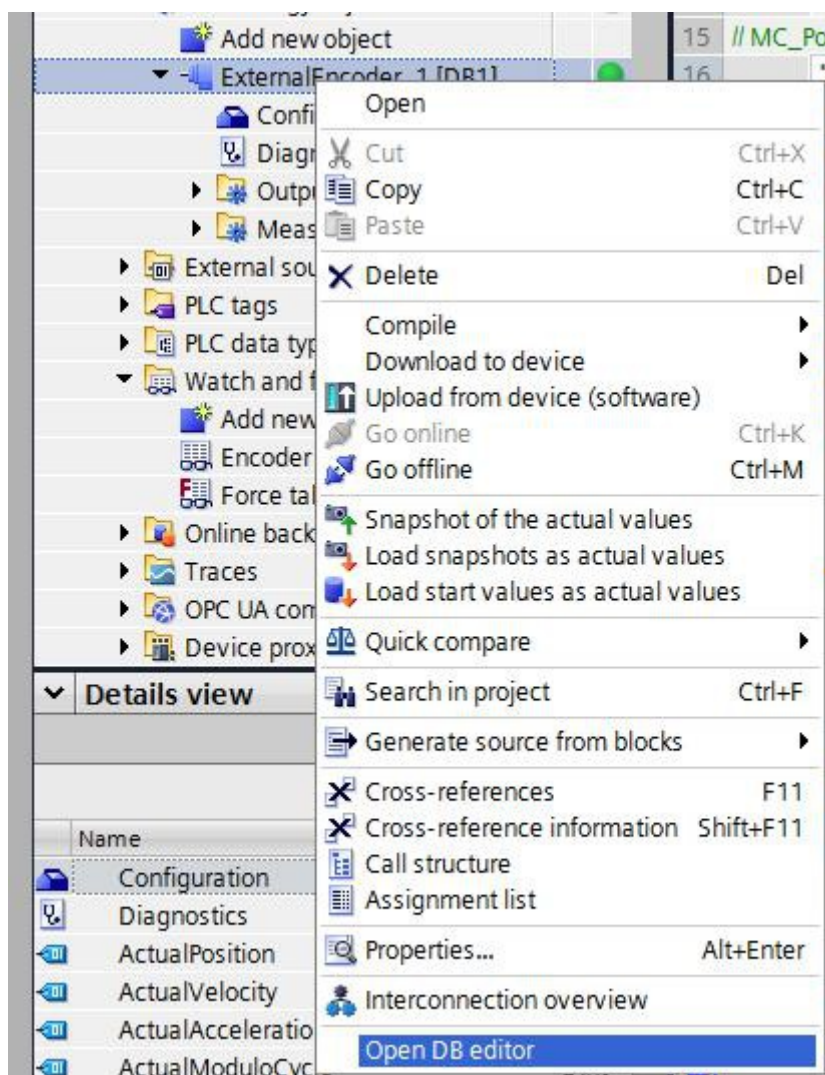 Add new object
15 // MC_Po
ExternalEncoder_1 [DB1]
16
Confi
Diagn
Outpu
Meas
External sou
PLC tags
PLC data typ
Watch and f
Add new
Encoder
Force tal
Online back
Traces
OPC UA com
Device prox
Details view
Name
Configuration
Diagnostics
ActualPosition
ActualVelocity
ActualAcceleratio
ActualModuloCyc
Open
Cut Ctrl+X
Copy Ctrl+C
Paste Ctrl+V
Delete Del
Compile
Download to device
Upload from device (software)
Go online Ctrl+K
Go offline Ctrl+M
Snapshot of the actual values
Load snapshots as actual values
Load start values as actual values
Quick compare
Search in project Ctrl+F
Generate source from blocks
Cross-references F11
Cross-reference information Shift+F11
Call structure
Assignment list
Properties... Alt+Enter
Interconnection overview
Open DB editor